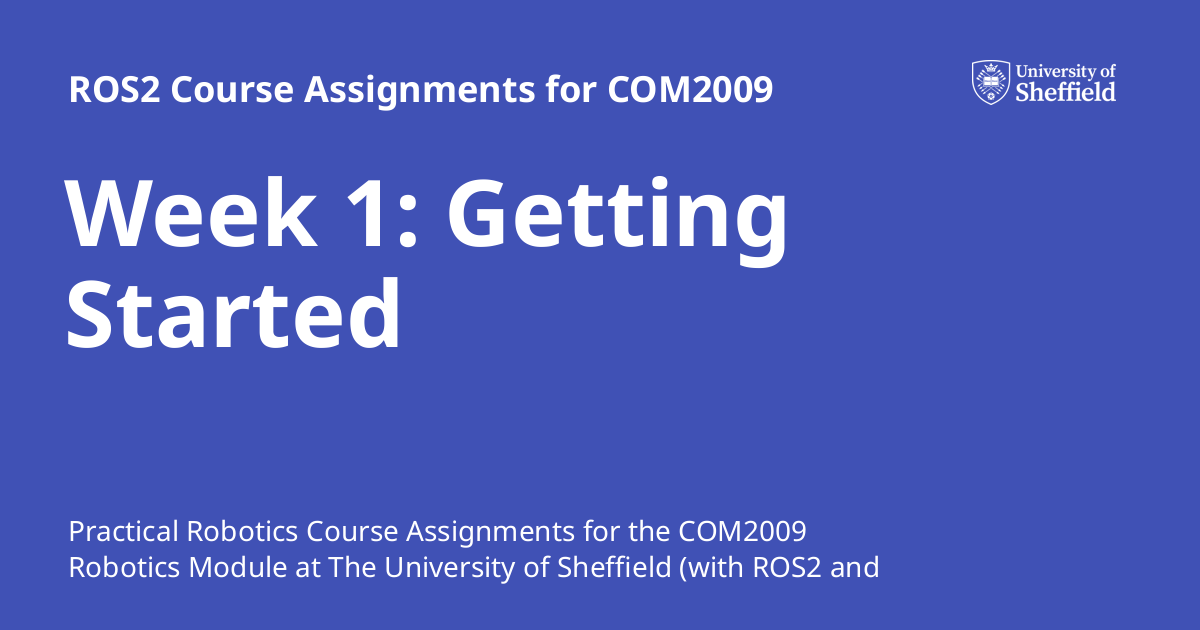 ROS2 Course Assignments for COM2009
University of
Sheffield
Week 1: Getting
Started
Practical Robotics Course Assignments for the COM2009
Robotics Module at The University of Sheffield (with ROS2 and